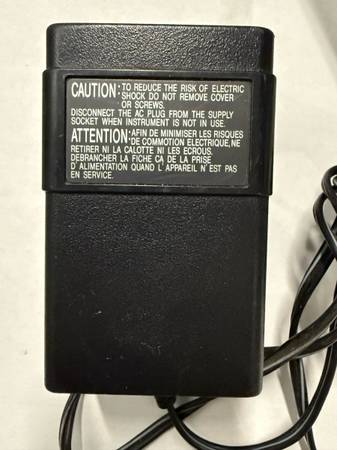 CAUTION: TO REDUCE THE RISK OF ELECTRIC
SHOCK DO NOT REMOVE COVER
OR SCREWS.
DISCONNECT THE AC PLUG FROM THE SUPPLY
SOCKET WHEN INSTRUMENT IS NOT IN USE.
ATTENTION: AFIN DE MINIMISER LES RISQUES
DE COMMOTION ELECTRIQUE, NE
RETIRER NI LA CALOTTE NI LES ECROUS.
DEBRANCHER LA FICHE CA DE LA PRISE
D'ALIMENTATION QUAND L'APPAREIL N'EST PAS
EN SERVICE.